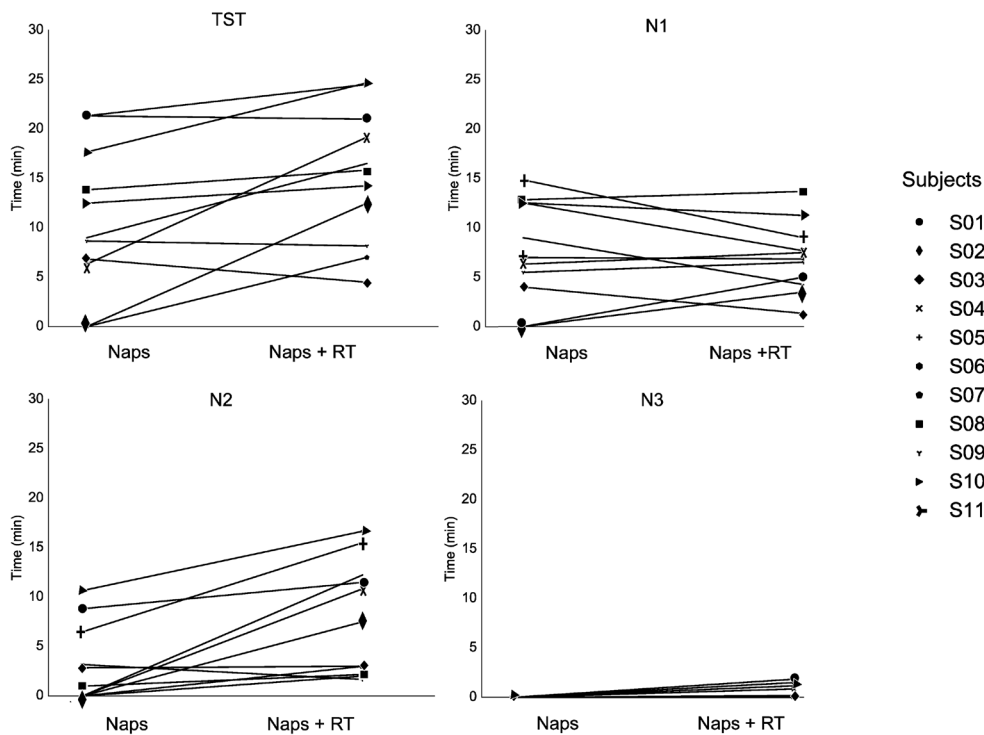 TST
30
25
20
15
10
5
0
Time (min)
Naps
Naps + RT
N1
30
25
20
15
10
5
0
Time (min)
Naps
Naps +RT
N2
30
25
20
15
10
5
0
Time (min)
Naps
Naps + RT
N3
30
25
20
15
10
5
0
Time (min)
Naps
Naps + RT
Subjects
S01
S02
S03
S04
S05
S06
S07
S08
S09
S10
S11